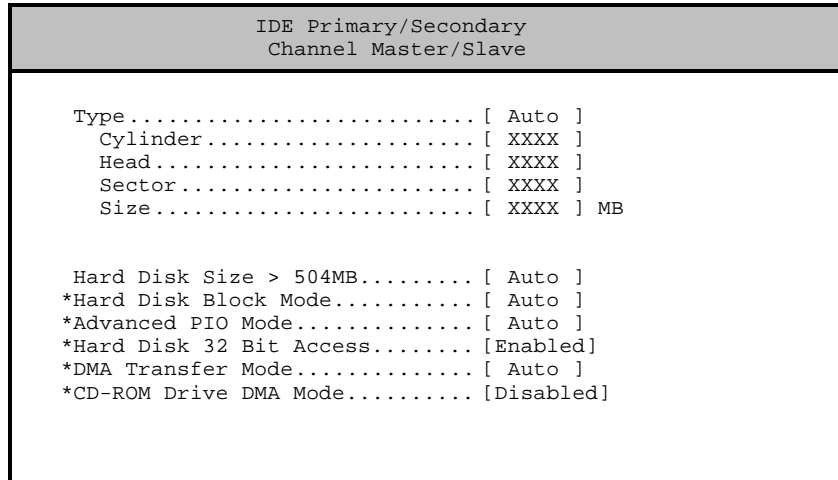 IDE Primary/Secondary
Channel Master/Slave
Type...........................[ Auto ]
Cylinder.....................[ XXXX ]
Head.........................[ XXXX ]
Sector.......................[ XXXX ]
Size.........................[ XXXX ] MB
Hard Disk Size > 504MB.........[ Auto ]
*Hard Disk Block Mode...........[ Auto ]
*Advanced PIO Mode..............[ Auto ]
*Hard Disk 32 Bit Access........[Enabled]
*DMA Transfer Mode..............[ Auto ]
*CD-ROM Drive DMA Mode..........[Disabled]